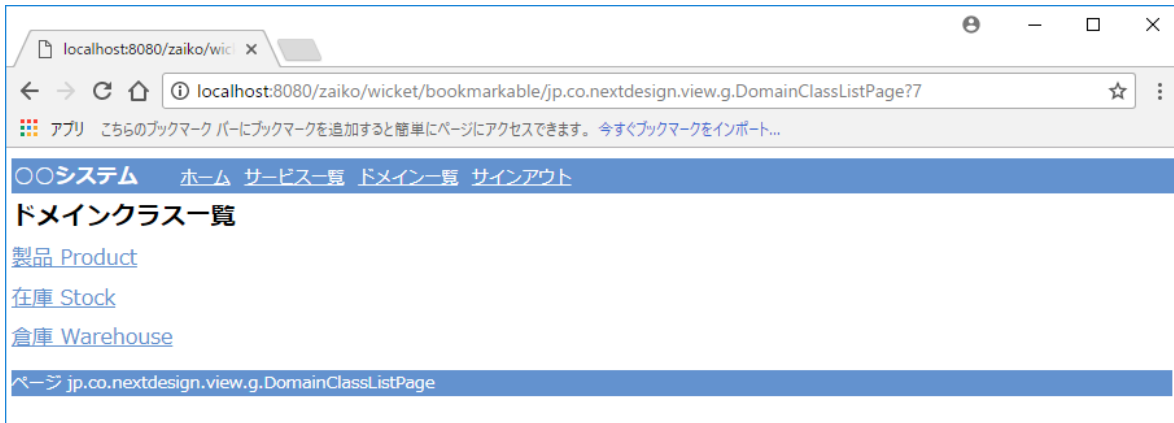 localhost:8080/zaiko/wic
localhost:8080/zaiko/wicket/bookmarkable/jp.co.nextdesign.view.g.DomainClassListPage?7
アプリ こちらのブックマーク バーにブックマークを追加すると簡単にページにアクセスできます。今すぐブックマークをインポート...
○○システム ホーム サービス一覧 ドメイン一覧 サインアウト
ドメインクラス一覧
製品 Product
在庫 Stock
倉庫 Warehouse
ページ jp.co.nextdesign.view.g.DomainClassListPage